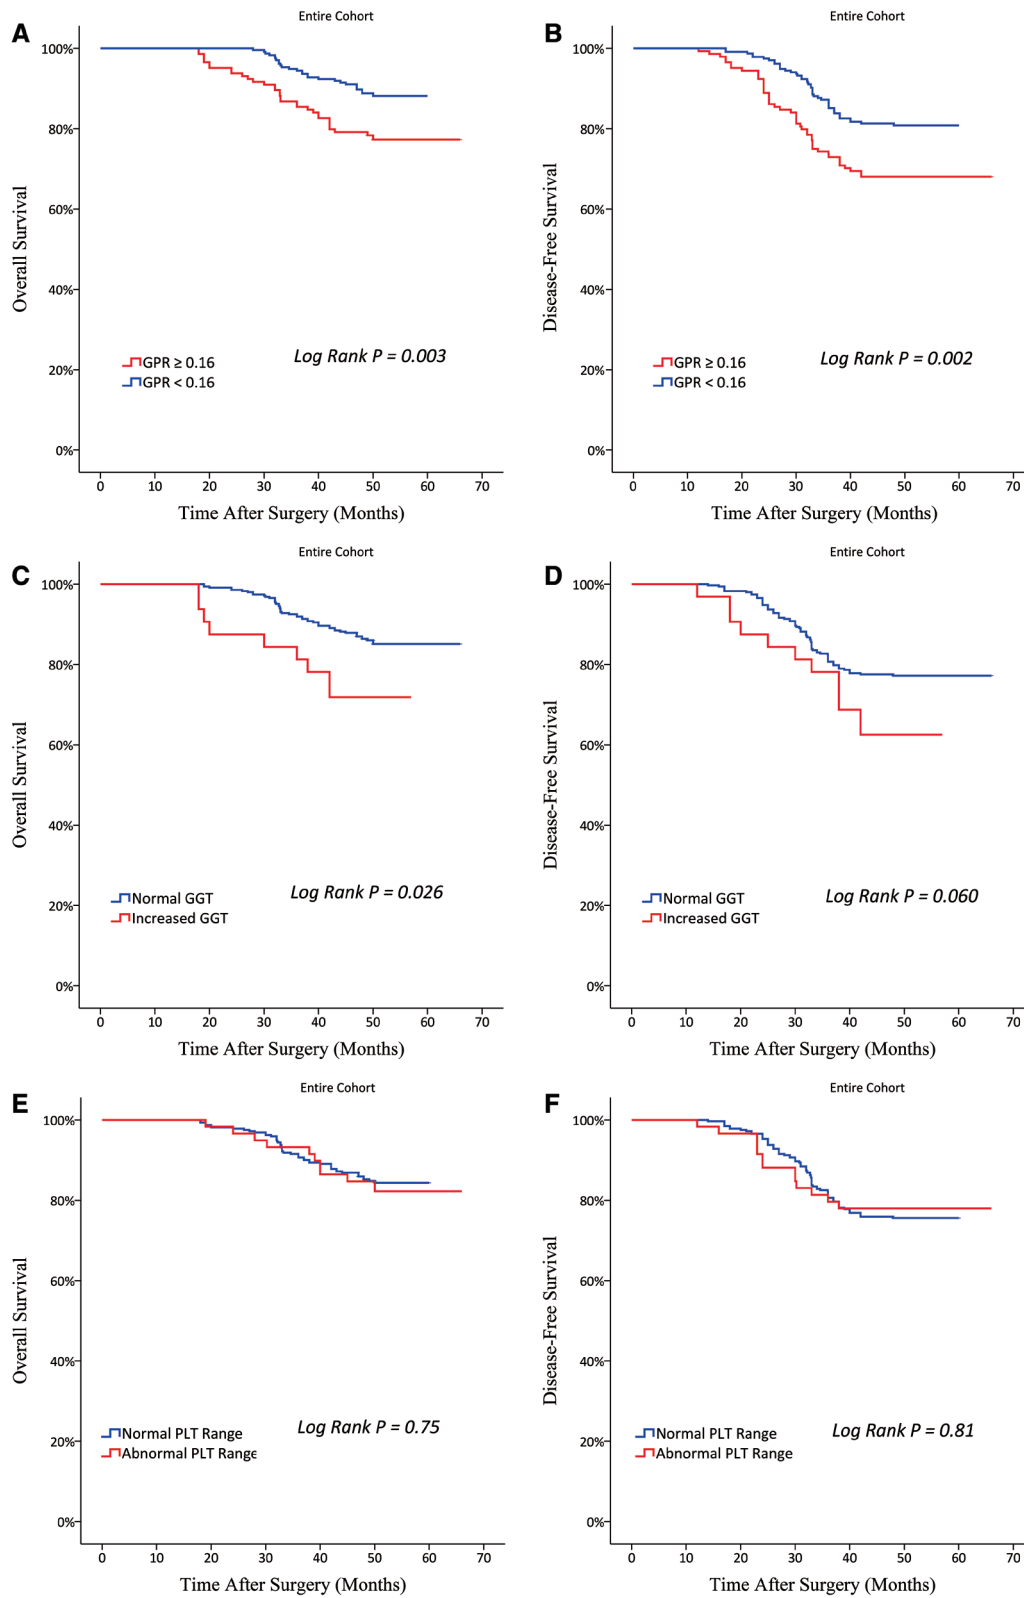 A
Entire Cohort
100%
80%
60%
40%
20%
0%
Overall Survival
GPR ≥ 0.16
GPR < 0.16
Log Rank P = 0.003
0 10 20 30 40 50 60 70
Time After Surgery (Months)
B
Entire Cohort
100%
80%
60%
40%
20%
0%
Disease-Free Survival
GPR ≥ 0.16
GPR < 0.16
Log Rank P = 0.002
0 10 20 30 40 50 60 70
Time After Surgery (Months)
C
Entire Cohort
100%
80%
60%
40%
20%
0%
Overall Survival
Normal GGT
Increased GGT
Log Rank P = 0.026
0 10 20 30 40 50 60 70
Time After Surgery (Months)
D
Entire Cohort
100%
80%
60%
40%
20%
0%
Disease-Free Survival
Normal GGT
Increased GGT
Log Rank P = 0.060
0 10 20 30 40 50 60 70
Time After Surgery (Months)
E
Entire Cohort
100%
80%
60%
40%
20%
0%
Overall Survival
Normal PLT Range
Abnormal PLT Range
Log Rank P = 0.75
0 10 20 30 40 50 60 70
Time After Surgery (Months)
F
Entire Cohort
100%
80%
60%
40%
20%
0%
Disease-Free Survival
Normal PLT Range
Abnormal PLT Range
Log Rank P = 0.81
0 10 20 30 40 50 60 70
Time After Surgery (Months)